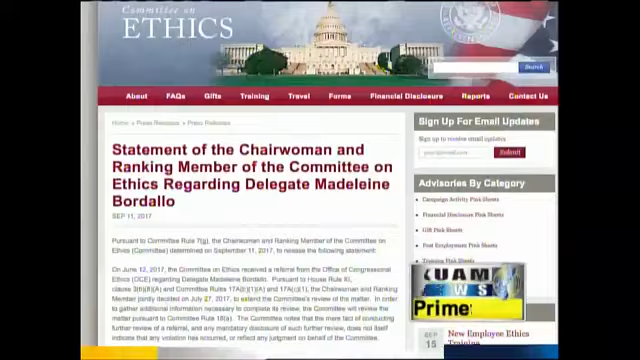 Committee on
ETHICS
Search
About FAQs Gifts Training Travel Forms Financial Disclosure Reports Contact Us
Home » Press Releases » Press Releases
Statement of the Chairwoman and
Ranking Member of the Committee on
Ethics Regarding Delegate Madeleine
Bordallo
SEP 11, 2017
Pursuant to Committee Rule 7(g), the Chairwoman and Ranking Member of the Committee on
Ethics (Committee) determined on September 11, 2017, to release the following statement:
On June 12, 2017, the Committee on Ethics received a referral from the Office of Congressional
Ethics (OCE) regarding Delegate Madeleine Bordallo. Pursuant to House Rule XI,
clause 3(b)(8)(A) and Committee Rules 17A(b)(1)(A) and 17A(c)(1), the Chairwoman and Ranking
Member jointly decided on July 27, 2017, to extend the Committee's review of the matter. In order
to gather additional information necessary to complete its review, the Committee will review the
matter pursuant to Committee Rule 18(a). The Committee notes that the mere fact of conducting
further review of a referral, and any mandatory disclosure of such further review, does not itself
indicate that any violation has occurred, or reflect any judgment on behalf of the Committee.
Sign Up For Email Updates
Sign up to receive email updates
your@email.com Submit
Advisories By Category
Campaign Activity Pink Sheets
Financial Disclosure Pink Sheets
Gift Pink Sheets
Post Employment Pink Sheets
Training Pink Sheets
KUAM
NEWS
Prime
SEP
15
New Employee Ethics
Training